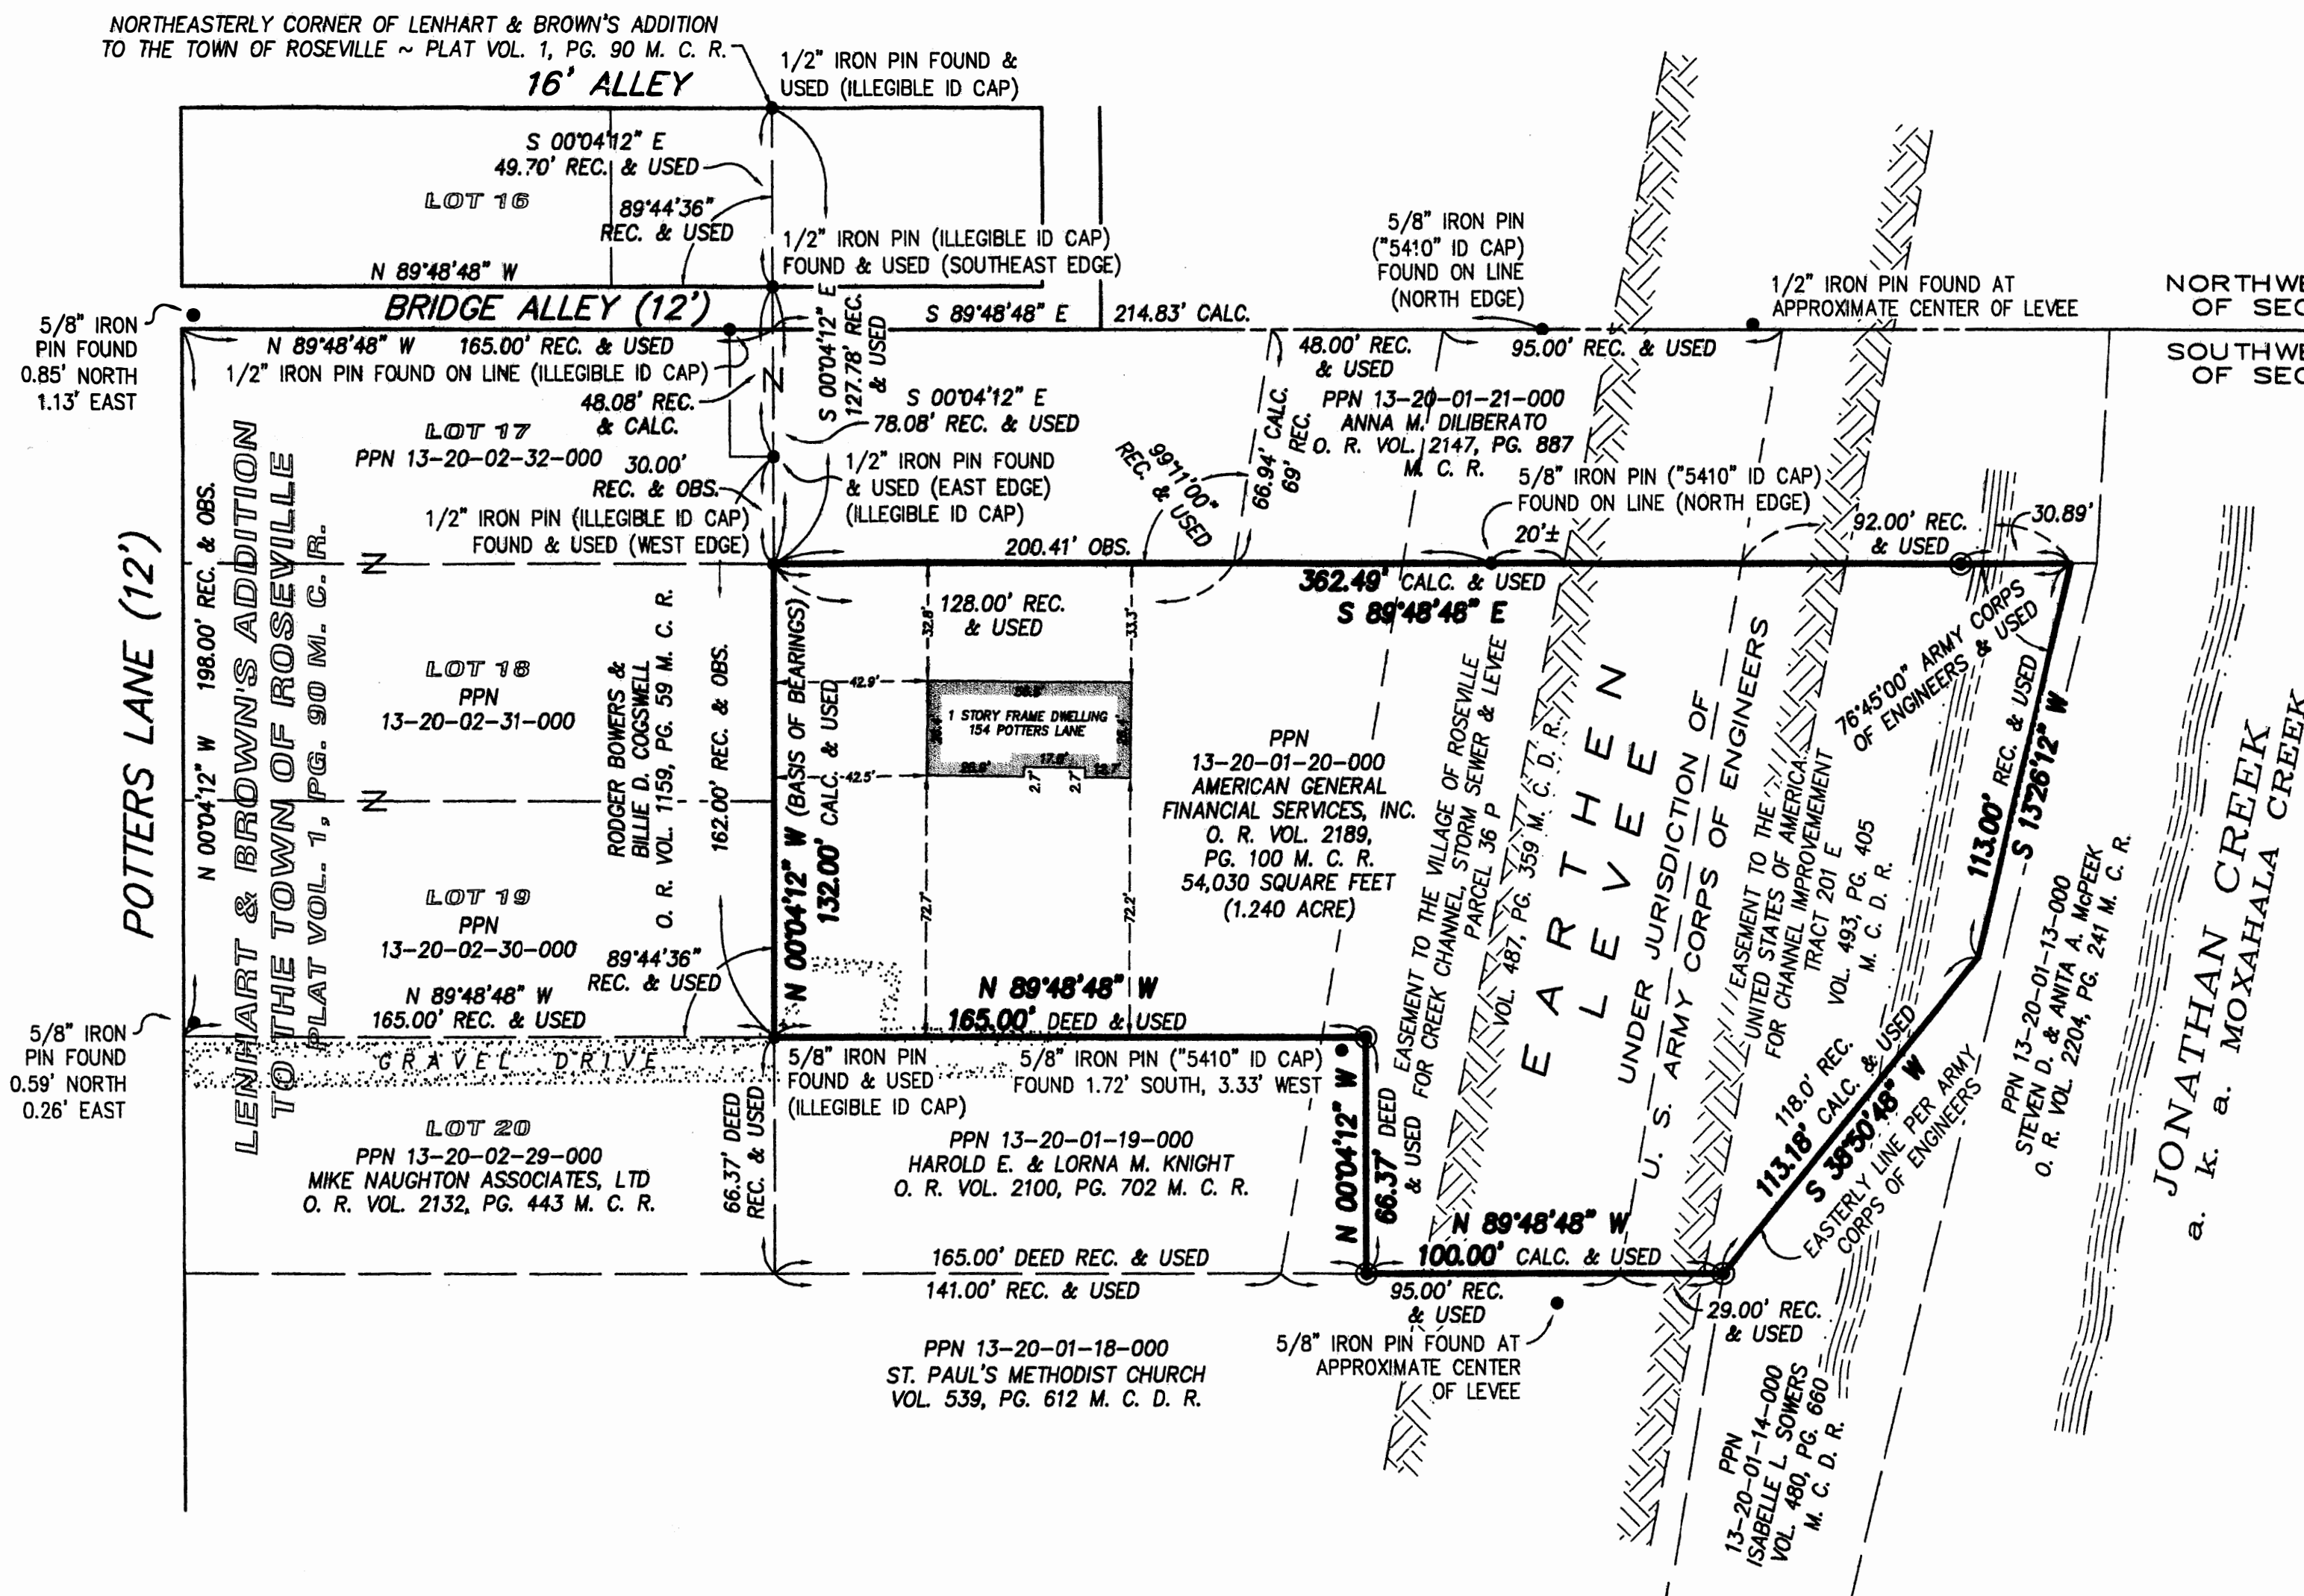 NORTHEASTERLY CORNER OF LENHART & BROWN'S ADDITION
TO THE TOWN OF ROSEVILLE ~ PLAT VOL. 1, PG. 90 M. C. R.
16' ALLEY
1/2" IRON PIN FOUND &
USED (ILLEGIBLE ID CAP)
S 00°04'12" E
49.70' REC. & USED
LOT 16
89°44'36"
REC. & USED
N 89°48'48" W
1/2" IRON PIN (ILLEGIBLE ID CAP)
FOUND & USED (SOUTHEAST EDGE)
BRIDGE ALLEY (12')
S 00°04'12" E
127.78' REC.
& USED
S 89°48'48" E
214.83' CALC.
5/8" IRON PIN
("5410" ID CAP)
FOUND ON LINE
(NORTH EDGE)
1/2" IRON PIN FOUND AT
APPROXIMATE CENTER OF LEVEE
NORTHWE
OF SEC
SOUTHWE
OF SEC
5/8" IRON
PIN FOUND
0.85' NORTH
1.13' EAST
N 89°48'48" W 165.00' REC. & USED
1/2" IRON PIN FOUND ON LINE (ILLEGIBLE ID CAP)
48.08' REC.
& CALC.
S 00°04'12" E
78.08' REC. & USED
48.00' REC.
& USED
95.00' REC. & USED
66.94' CALC.
69' REC.
99°11'00"
REC. & USED
PPN 13-20-01-21-000
ANNA M. DILIBERATO
O. R. VOL. 2147, PG. 887
M. C. R.
LOT 17
PPN 13-20-02-32-000
30.00'
REC. & OBS.
1/2" IRON PIN FOUND
& USED (EAST EDGE)
(ILLEGIBLE ID CAP)
1/2" IRON PIN (ILLEGIBLE ID CAP)
FOUND & USED (WEST EDGE)
5/8" IRON PIN ("5410" ID CAP)
FOUND ON LINE (NORTH EDGE)
20'±
92.00' REC.
& USED
30.89'
200.41' OBS.
362.49' CALC. & USED
S 89°48'48" E
POTTERS LANE (12')
N 00°04'12" W 198.00' REC. & OBS.
LENHART & BROWN'S ADDITION
TO THE TOWN OF ROSEVILLE
PLAT VOL. 1, PG. 90 M. C. R.
Z
Z
Z
LOT 18
PPN
13-20-02-31-000
RODGER BOWERS &
BILLIE D. COGSWELL
O. R. VOL. 1159, PG. 59 M. C. R.
162.00' REC. & OBS.
N 00°04'12" W (BASIS OF BEARINGS)
132.00' CALC. & USED
128.00' REC.
& USED
32.8'
33.3'
42.9'
1 STORY FRAME DWELLING
154 POTTERS LANE
17.6'
42.5'
2.7'
2.7'
72.7'
72.2'
PPN
13-20-01-20-000
AMERICAN GENERAL
FINANCIAL SERVICES, INC.
O. R. VOL. 2189,
PG. 100 M. C. R.
54,030 SQUARE FEET
(1.240 ACRE)
EASEMENT TO THE VILLAGE OF ROSEVILLE
FOR CREEK CHANNEL, STORM SEWER & LEVEE
PARCEL 36 P
VOL. 487, PG. 359 M. C. D. R.
EARTHEN
LEVEE
UNDER JURISDICTION OF
U. S. ARMY CORPS OF ENGINEERS
EASEMENT TO THE
UNITED STATES OF AMERICA
FOR CHANNEL IMPROVEMENT
TRACT 201 E
VOL. 493, PG. 405
M. C. D. R.
76°45'00" ARMY CORPS
OF ENGINEERS & USED
113.00' REC. & USED
S 13°26'12" W
118.0' REC.
113.18' CALC. & USED
S 38°50'48" W
EASTERLY LINE PER ARMY
CORPS OF ENGINEERS
PPN 13-20-01-13-000
STEVEN D. & ANITA A. McPEEK
O. R. VOL. 2204, PG. 241 M. C. R.
JONATHAN CREEK
a. k. a. MOXAHALA CREEK
LOT 19
PPN
13-20-02-30-000
89°44'36"
REC. & USED
N 89°48'48" W
165.00' REC. & USED
N 89°48'48" W
165.00' DEED & USED
5/8" IRON
PIN FOUND
0.59' NORTH
0.26' EAST
GRAVEL DRIVE
5/8" IRON PIN
FOUND & USED
(ILLEGIBLE ID CAP)
5/8" IRON PIN ("5410" ID CAP)
FOUND 1.72' SOUTH, 3.33' WEST
66.37' DEED
REC. & USED
N 00°04'12" W
66.37' DEED
& USED
LOT 20
PPN 13-20-02-29-000
MIKE NAUGHTON ASSOCIATES, LTD
O. R. VOL. 2132, PG. 443 M. C. R.
PPN 13-20-01-19-000
HAROLD E. & LORNA M. KNIGHT
O. R. VOL. 2100, PG. 702 M. C. R.
165.00' DEED REC. & USED
141.00' REC. & USED
N 89°48'48" W
100.00' CALC. & USED
95.00' REC.
& USED
29.00' REC.
& USED
5/8" IRON PIN FOUND AT
APPROXIMATE CENTER
OF LEVEE
PPN 13-20-01-18-000
ST. PAUL'S METHODIST CHURCH
VOL. 539, PG. 612 M. C. D. R.
PPN
13-20-01-14-000
ISABELLE L. SOWERS
VOL. 480, PG. 660
M. C. D. R.